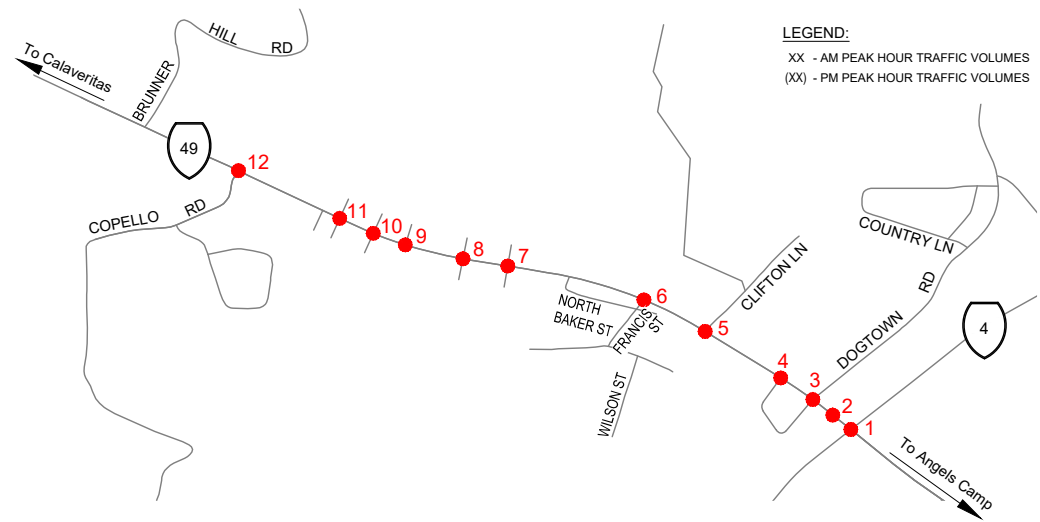 LEGEND:
XX - AM PEAK HOUR TRAFFIC VOLUMES
(XX) - PM PEAK HOUR TRAFFIC VOLUMES
To Calaveritas
BRUNNER
HILL
RD
49
12
COPELLO
RD
11
10
9
8
7
NORTH
BAKER ST
FRANCIS
ST
WILSON ST
6
5
CLIFTON LN
COUNTRY LN
DOGTOWN
RD
4
4
3
2
1
To Angels Camp